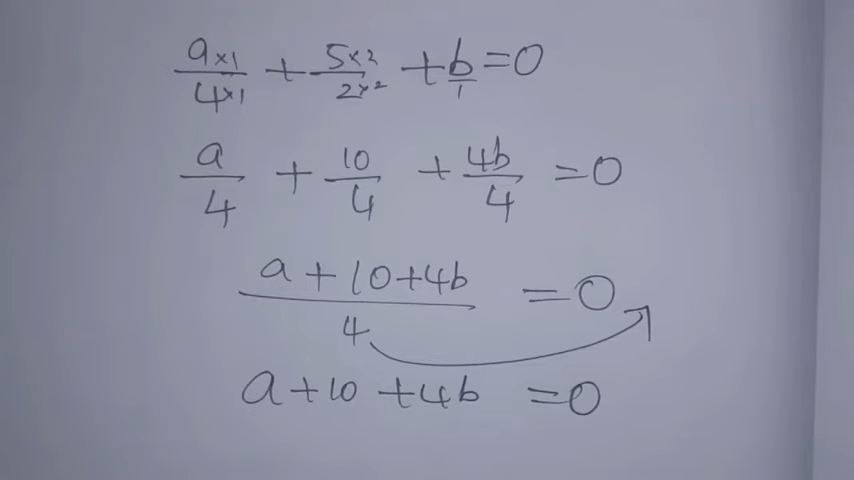 a×1/4×1 + 5×2/2×2 + b/1 = 0
a/4 + 10/4 + 4b/4 = 0
a + 10 + 4b/4 = 0
a + 10 + 4b = 0